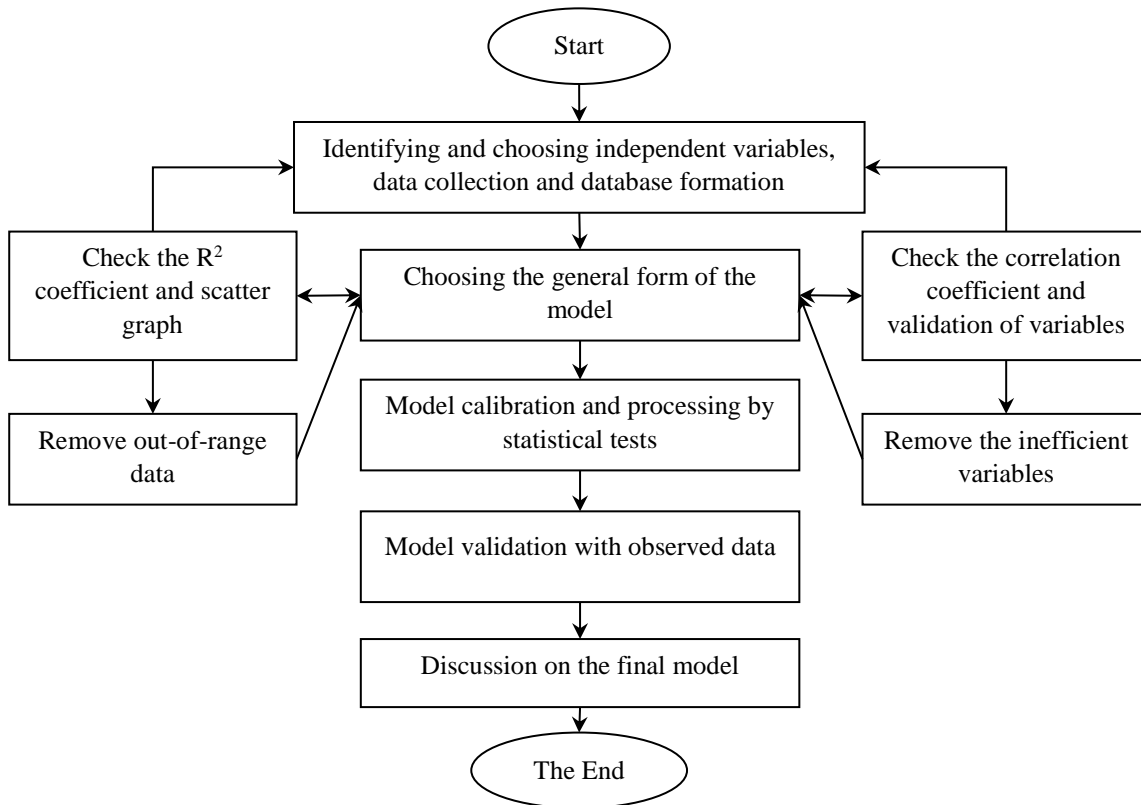 Start
Identifying and choosing independent variables,
data collection and database formation
Check the R2
coefficient and scatter
graph
Choosing the general form of the
model
Check the correlation
coefficient and
validation of variables
Remove out-of-range
data
Model calibration and processing by
statistical tests
Remove the inefficient
variables
Model validation with observed data
Discussion on the final model
The End